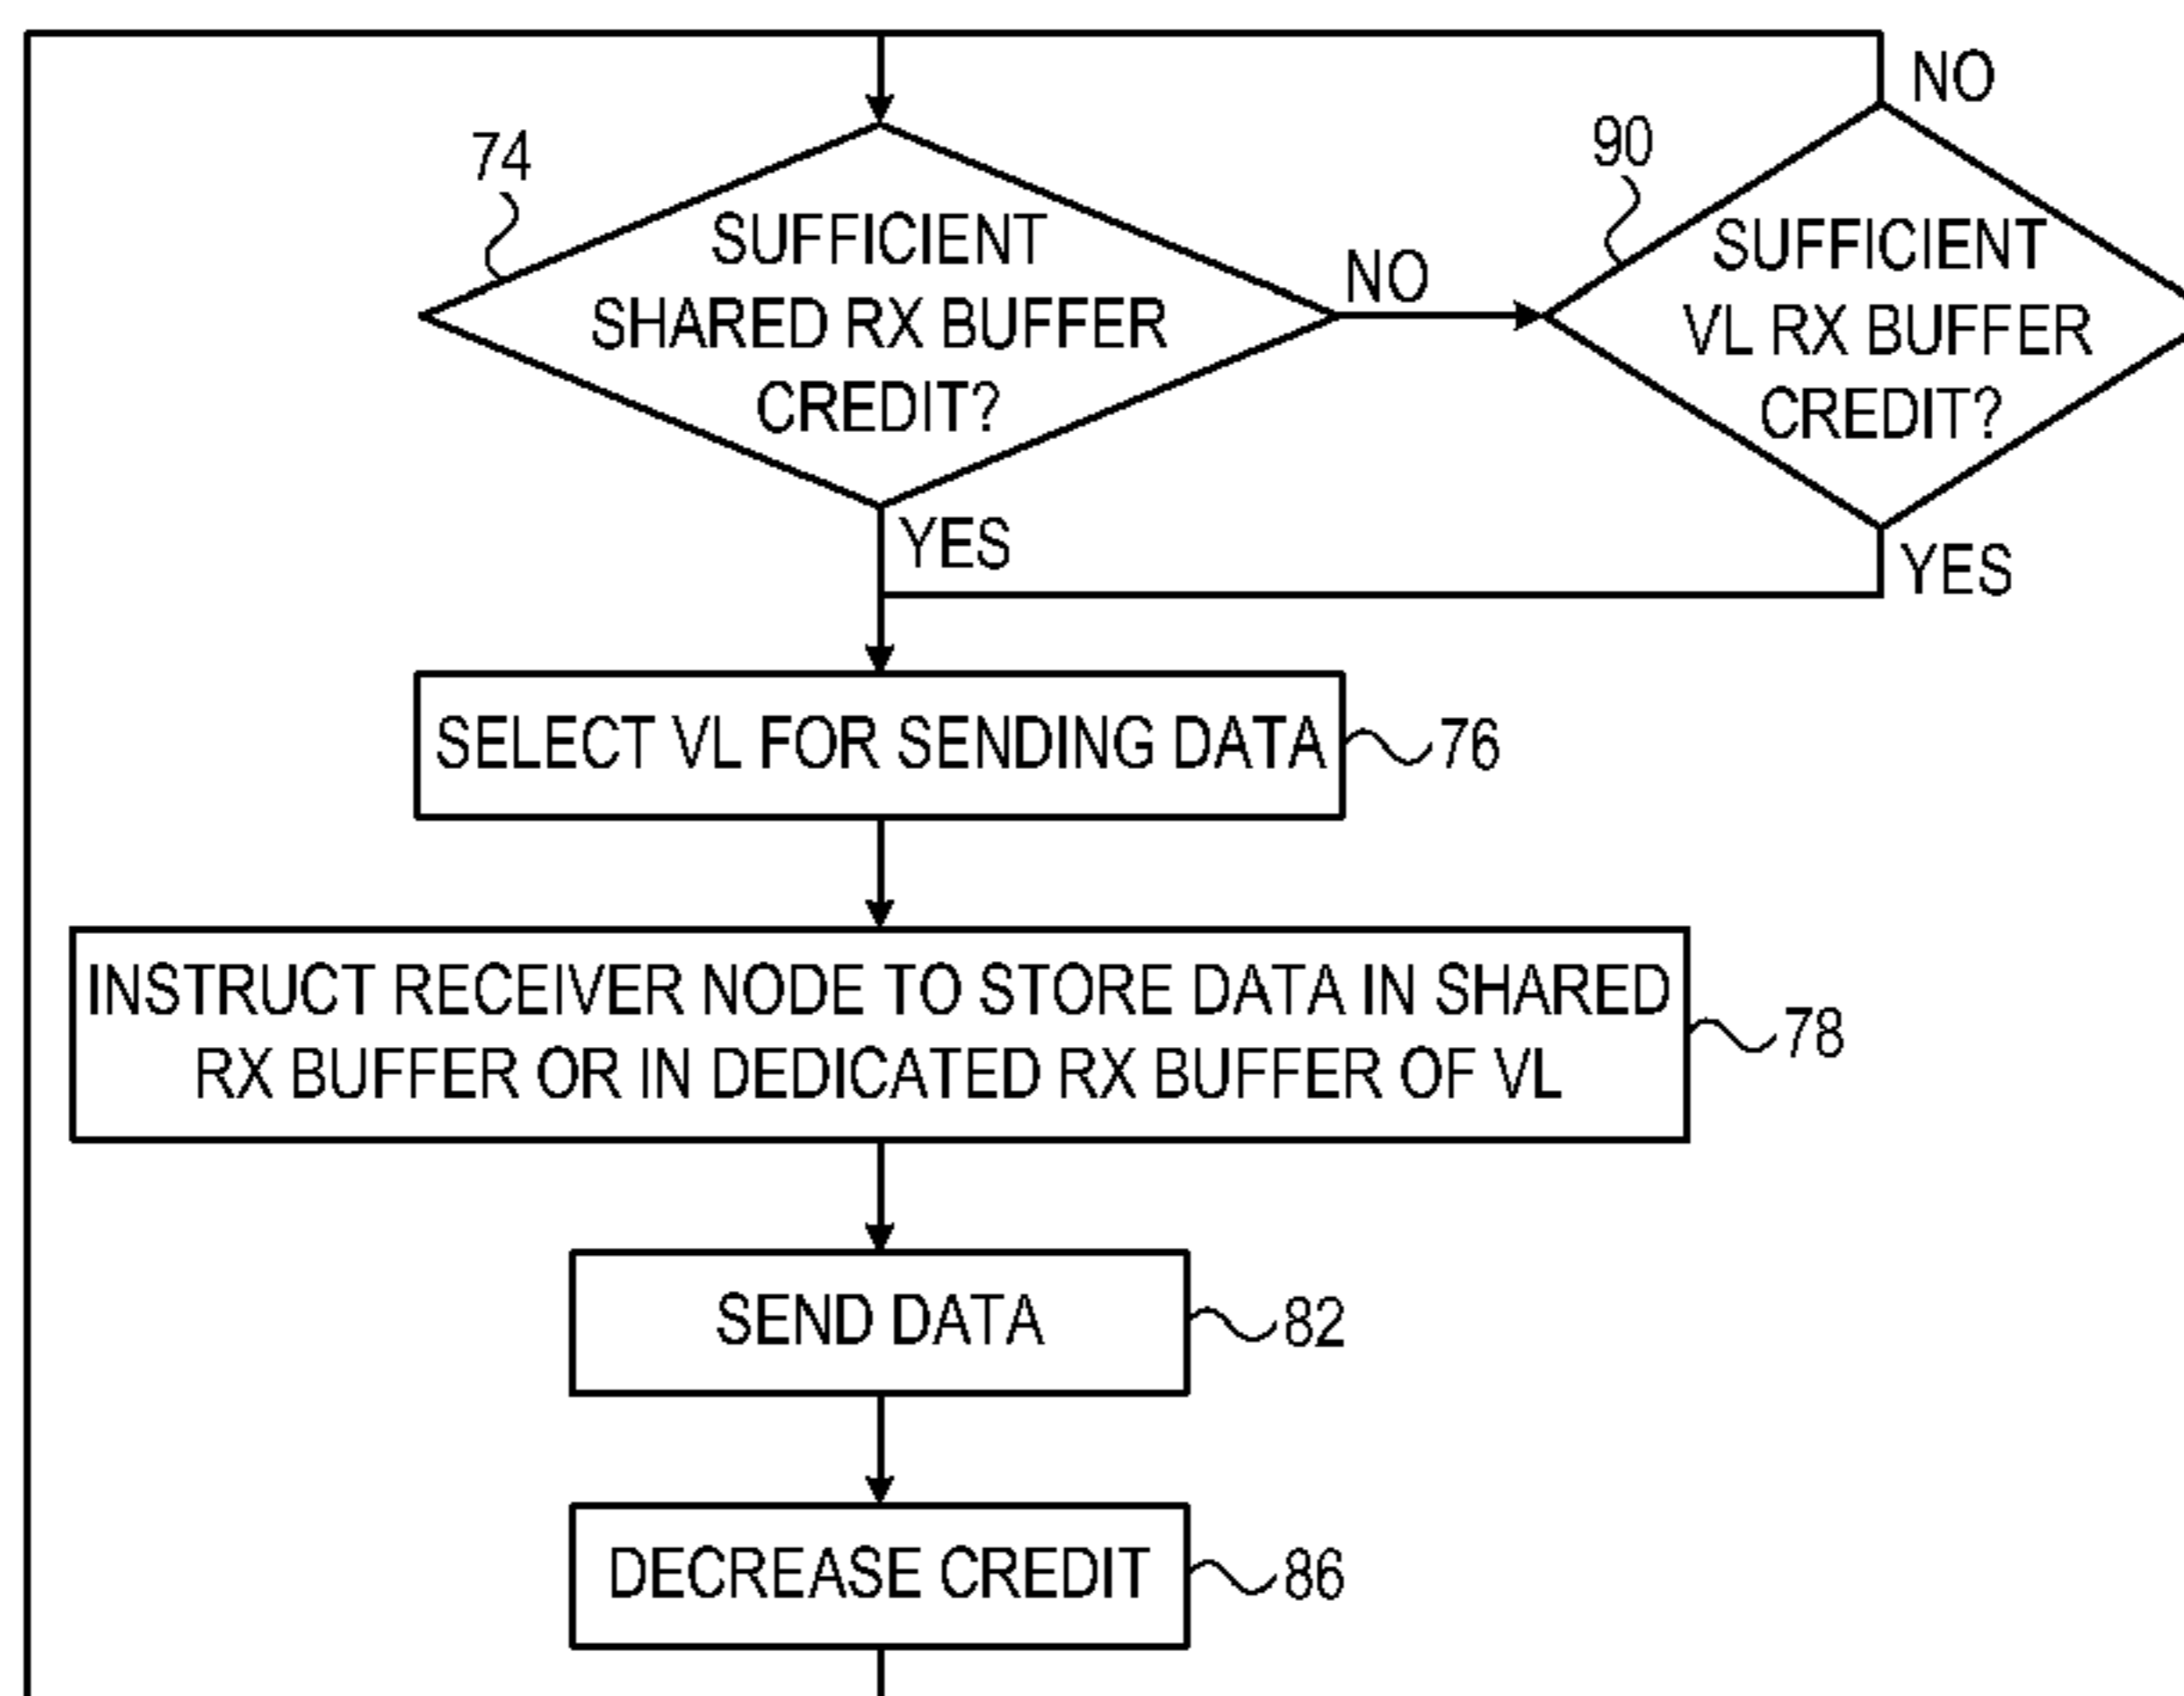 NO
74
90
SUFFICIENT
SHARED RX BUFFER
CREDIT?
NO
SUFFICIENT
VL RX BUFFER
CREDIT?
YES
YES
SELECT VL FOR SENDING DATA
76
INSTRUCT RECEIVER NODE TO STORE DATA IN SHARED
RX BUFFER OR IN DEDICATED RX BUFFER OF VL
78
SEND DATA
82
DECREASE CREDIT
86